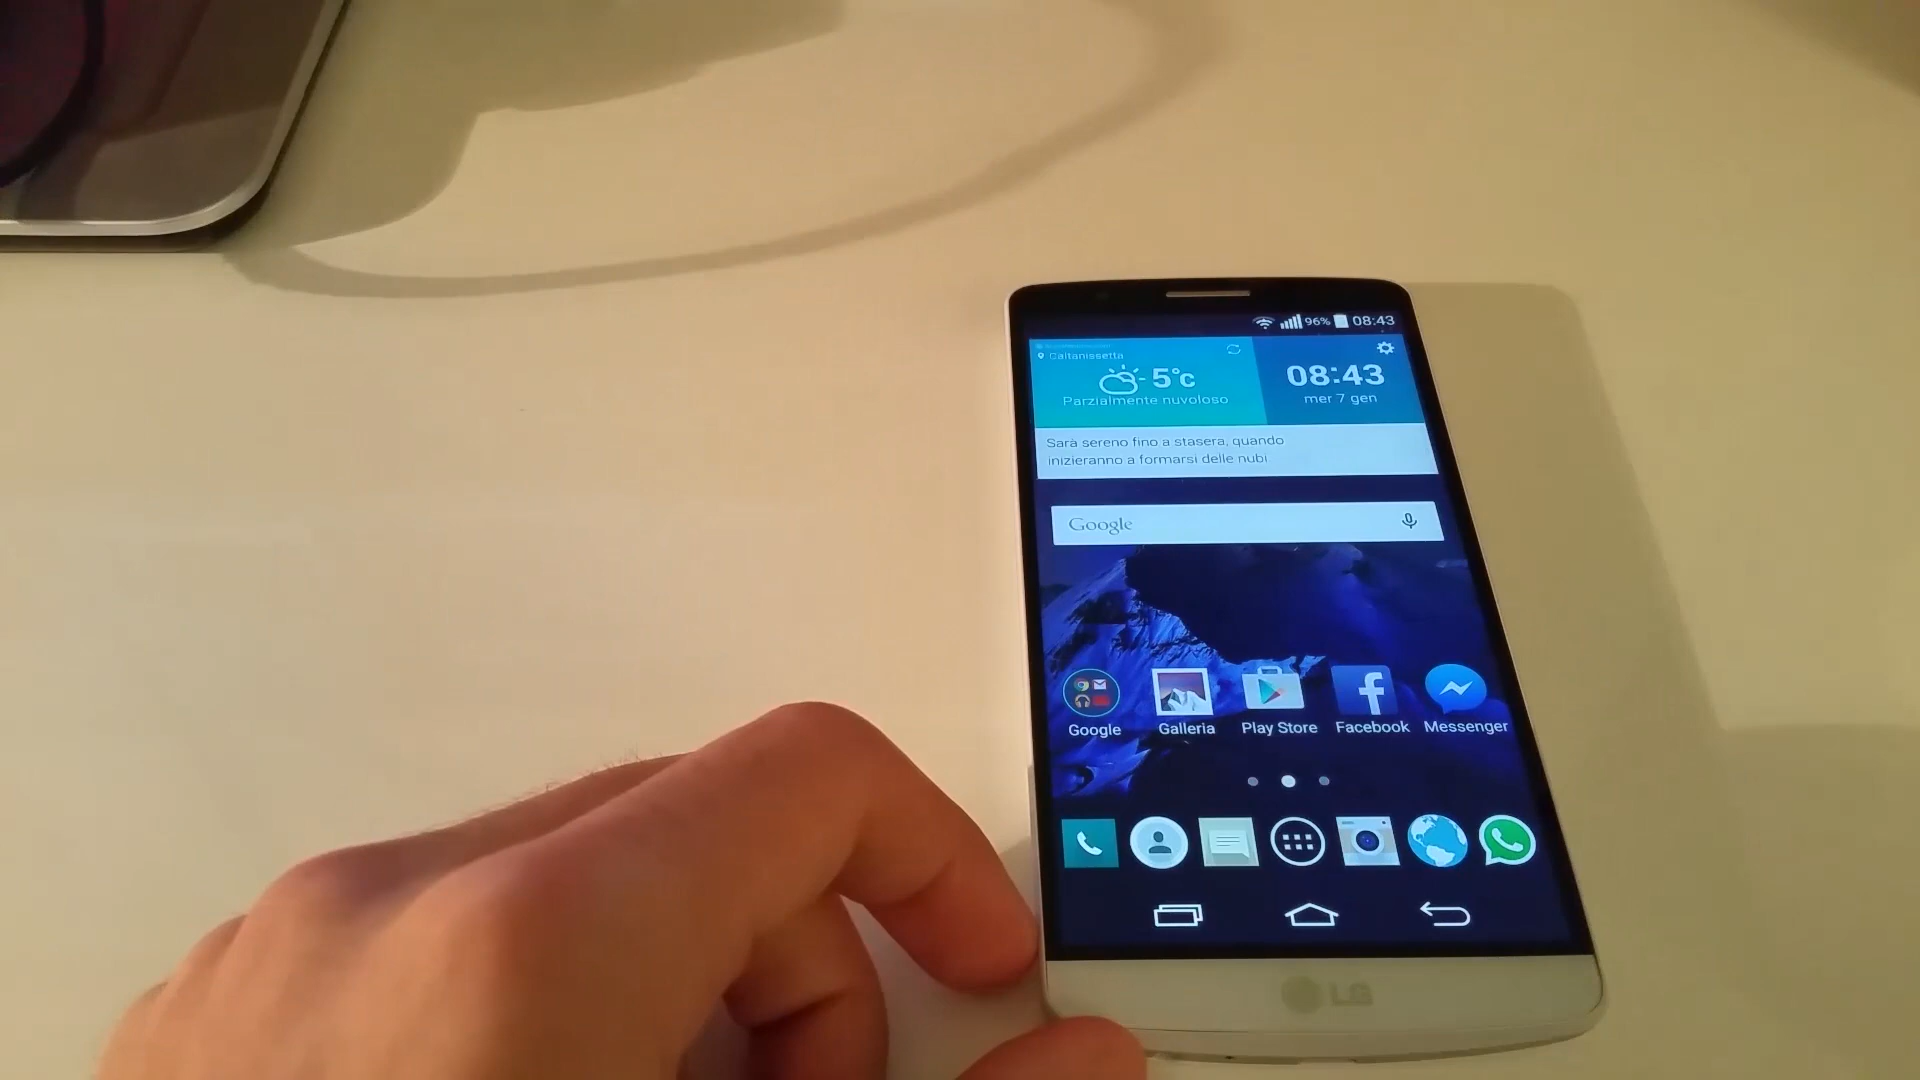 96% 08:43
Caltanissetta
5°c
Parzialmente nuvoloso
08:43
mer 7 gen
Sarà sereno fino a stasera, quando
inizieranno a formarsi delle nubi
Google
Google Galleria Play Store Facebook Messenger
LG